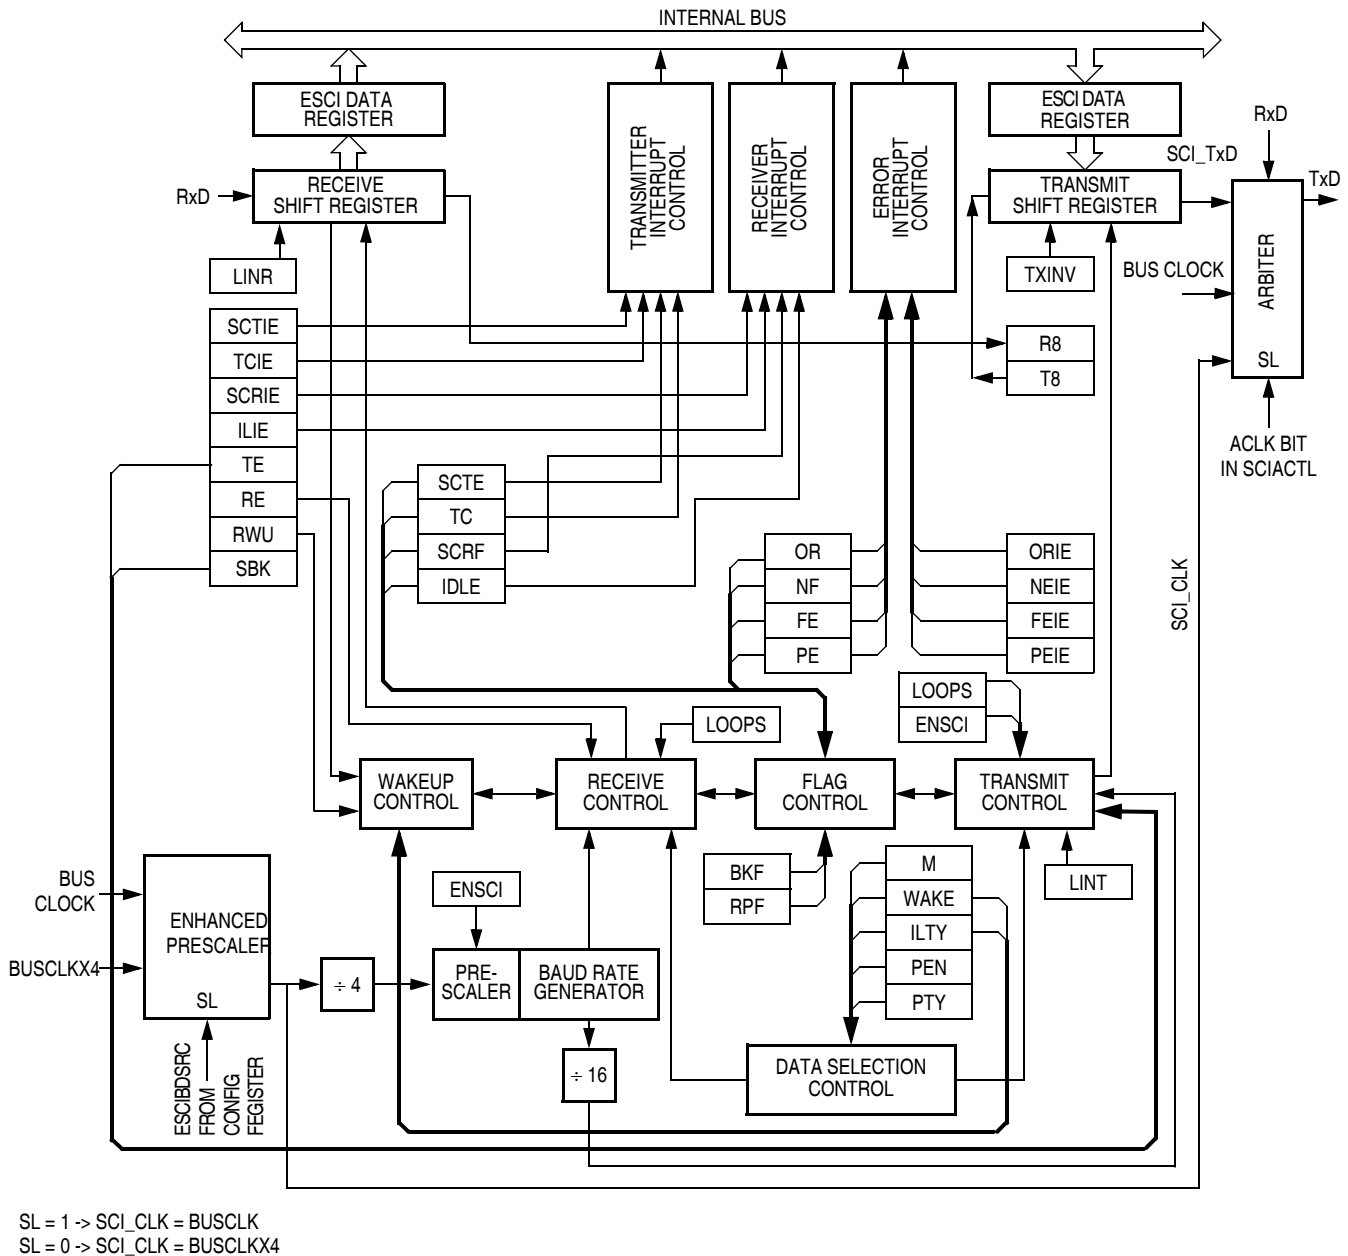 INTERNAL BUS
ESCI DATA
REGISTER
ESCI DATA
REGISTER
TRANSMITTER
INTERRUPT
CONTROL
RECEIVER
INTERRUPT
CONTROL
ERROR
INTERRUPT
CONTROL
RxD
RECEIVE
SHIFT REGISTER
TRANSMIT
SHIFT REGISTER
SCI_TxD
RxD
TxD
ARBITER
SL
BUS CLOCK
ACLK BIT
IN SCIACTL
LINR
TXINV
SCTIE
TCIE
SCRIE
ILIE
TE
RE
RWU
SBK
R8
T8
SCTE
TC
SCRF
IDLE
OR
NF
FE
PE
ORIE
NEIE
FEIE
PEIE
SCI_CLK
LOOPS
LOOPS
ENSCI
WAKEUP
CONTROL
RECEIVE
CONTROL
FLAG
CONTROL
TRANSMIT
CONTROL
BKF
RPF
M
WAKE
ILTY
PEN
PTY
LINT
BUS
CLOCK
BUSCLKX4
ENHANCED
PRESCALER
SL
ESCIBDSRC
FROM
CONFIG
FEGISTER
÷ 4
ENSCI
PRE-
SCALER
BAUD RATE
GENERATOR
÷ 16
DATA SELECTION
CONTROL
SL = 1 -> SCI_CLK = BUSCLK
SL = 0 -> SCI_CLK = BUSCLKX4